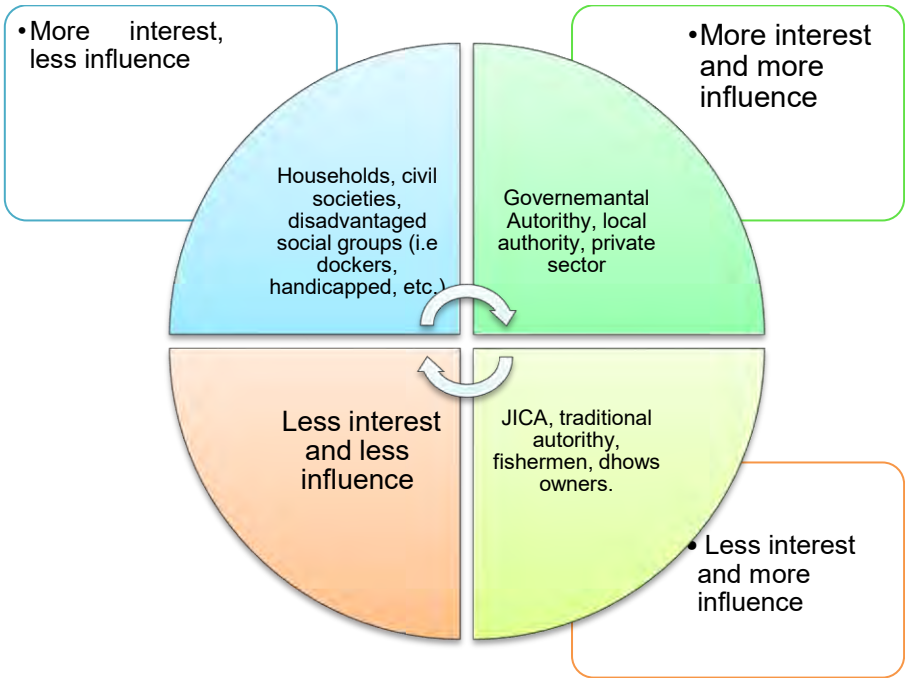 •More interest,
less influence
•More interest
and more
influence
Households, civil
societies,
disadvantaged
social groups (i.e
dockers,
handicapped, etc.)
Governemantal
Autorithy, local
authority, private
sector
Less interest
and less
influence
JICA, traditional
autorithy,
fishermen, dhows
owners.
• Less interest
and more
influence